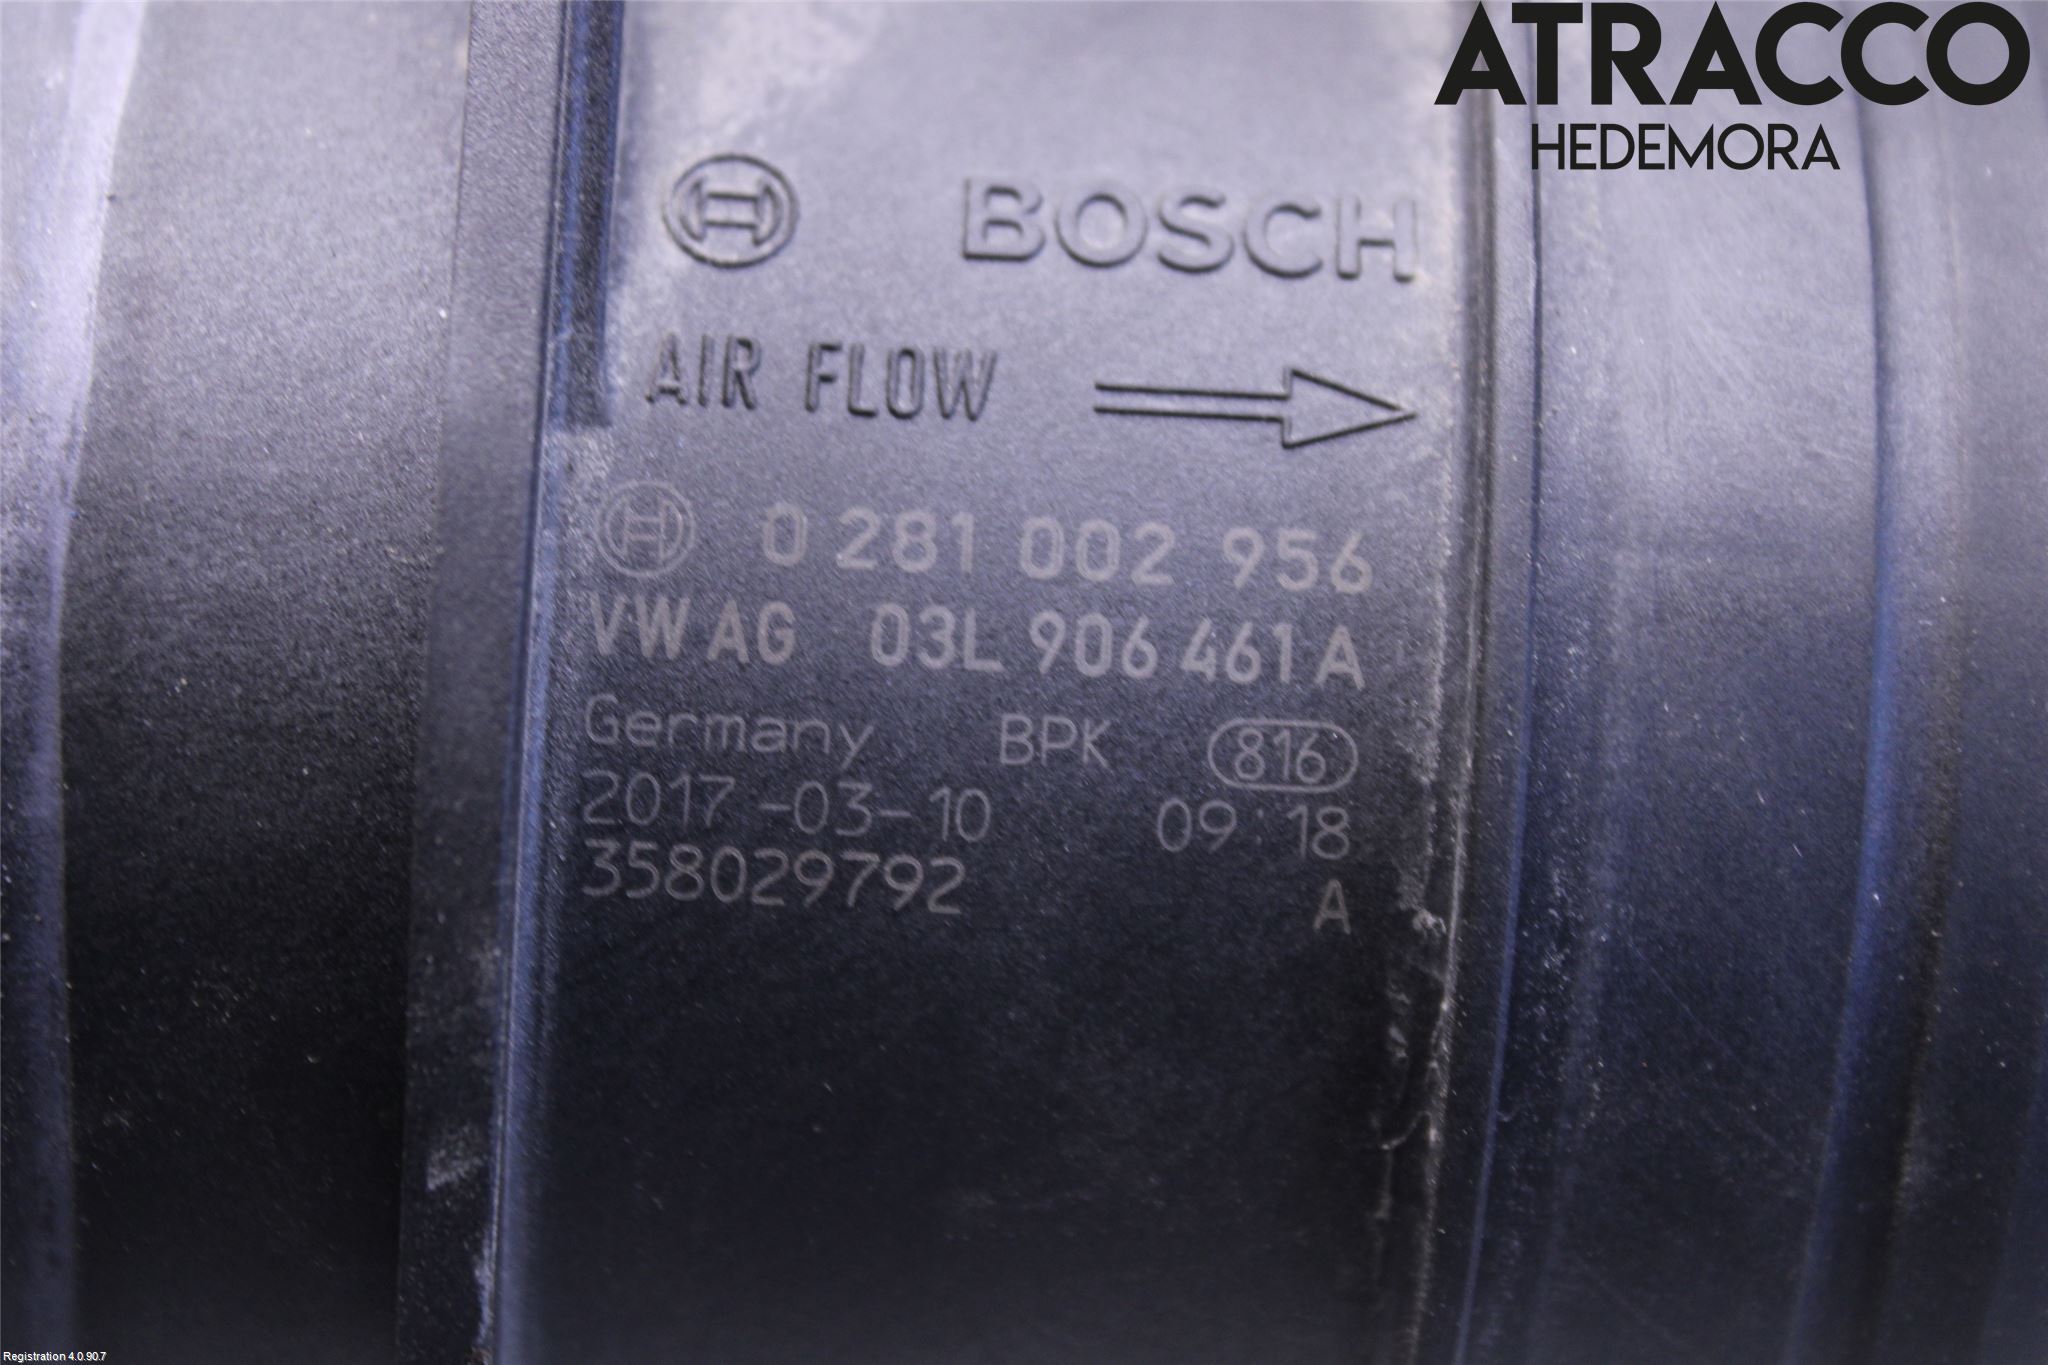 ATRACCO
HEDEMORA
BOSCH
AIR FLOW
0 281 002 956
VW AG 03L 906 461 A
Germany BPK 816
2017-03-10 09:18
358029792 A
Registration 4.0.90.7